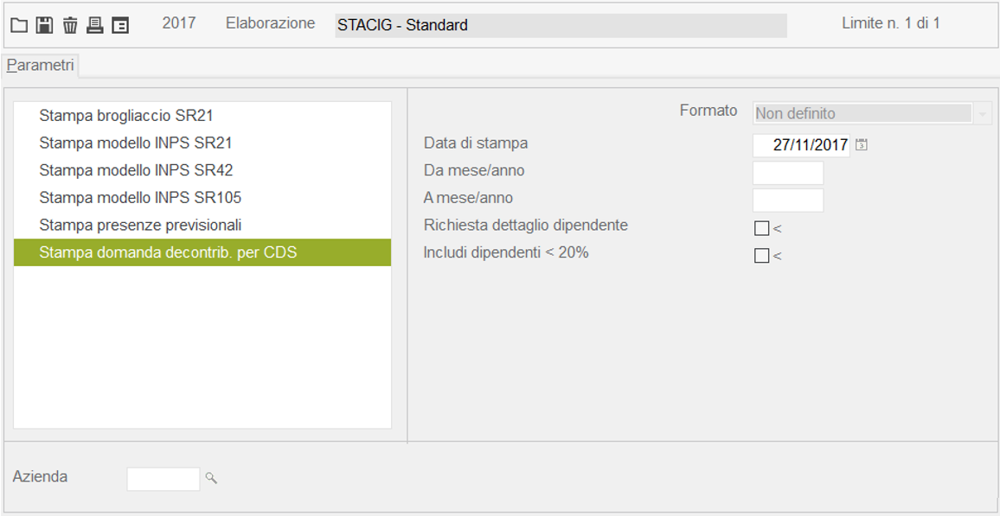 2017 Elaborazione STACIG - Standard Limite n. 1 di 1
Parametri
Stampa brogliaccio SR21
Stampa modello INPS SR21
Stampa modello INPS SR42
Stampa modello INPS SR105
Stampa presenze previsionali
Stampa domanda decontrib. per CDS
Formato Non definito
Data di stampa 27/11/2017
Da mese/anno
A mese/anno
Richiesta dettaglio dipendente <
Includi dipendenti < 20% <
Azienda